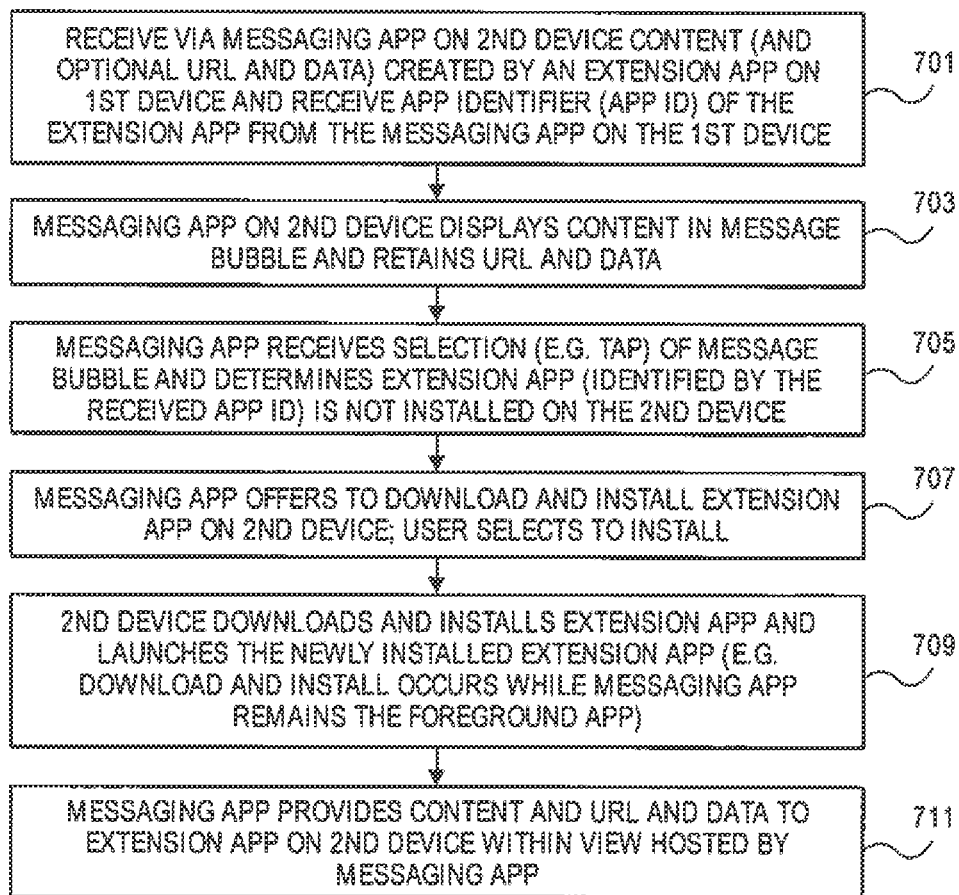 RECEIVE VIA MESSAGING APP ON 2ND DEVICE CONTENT (AND
OPTIONAL URL AND DATA) CREATED BY AN EXTENSION APP ON
1ST DEVICE AND RECEIVE APP IDENTIFIER (APP ID) OF THE
EXTENSION APP FROM THE MESSAGING APP ON THE 1ST DEVICE
701
MESSAGING APP ON 2ND DEVICE DISPLAYS CONTENT IN MESSAGE
BUBBLE AND RETAINS URL AND DATA
703
MESSAGING APP RECEIVES SELECTION (E.G. TAP) OF MESSAGE
BUBBLE AND DETERMINES EXTENSION APP (IDENTIFIED BY THE
RECEIVED APP ID) IS NOT INSTALLED ON THE 2ND DEVICE
705
MESSAGING APP OFFERS TO DOWNLOAD AND INSTALL EXTENSION
APP ON 2ND DEVICE; USER SELECTS TO INSTALL
707
2ND DEVICE DOWNLOADS AND INSTALLS EXTENSION APP AND
LAUNCHES THE NEWLY INSTALLED EXTENSION APP (E.G.
DOWNLOAD AND INSTALL OCCURS WHILE MESSAGING APP
REMAINS THE FOREGROUND APP)
709
MESSAGING APP PROVIDES CONTENT AND URL AND DATA TO
EXTENSION APP ON 2ND DEVICE WITHIN VIEW HOSTED BY
MESSAGING APP
711